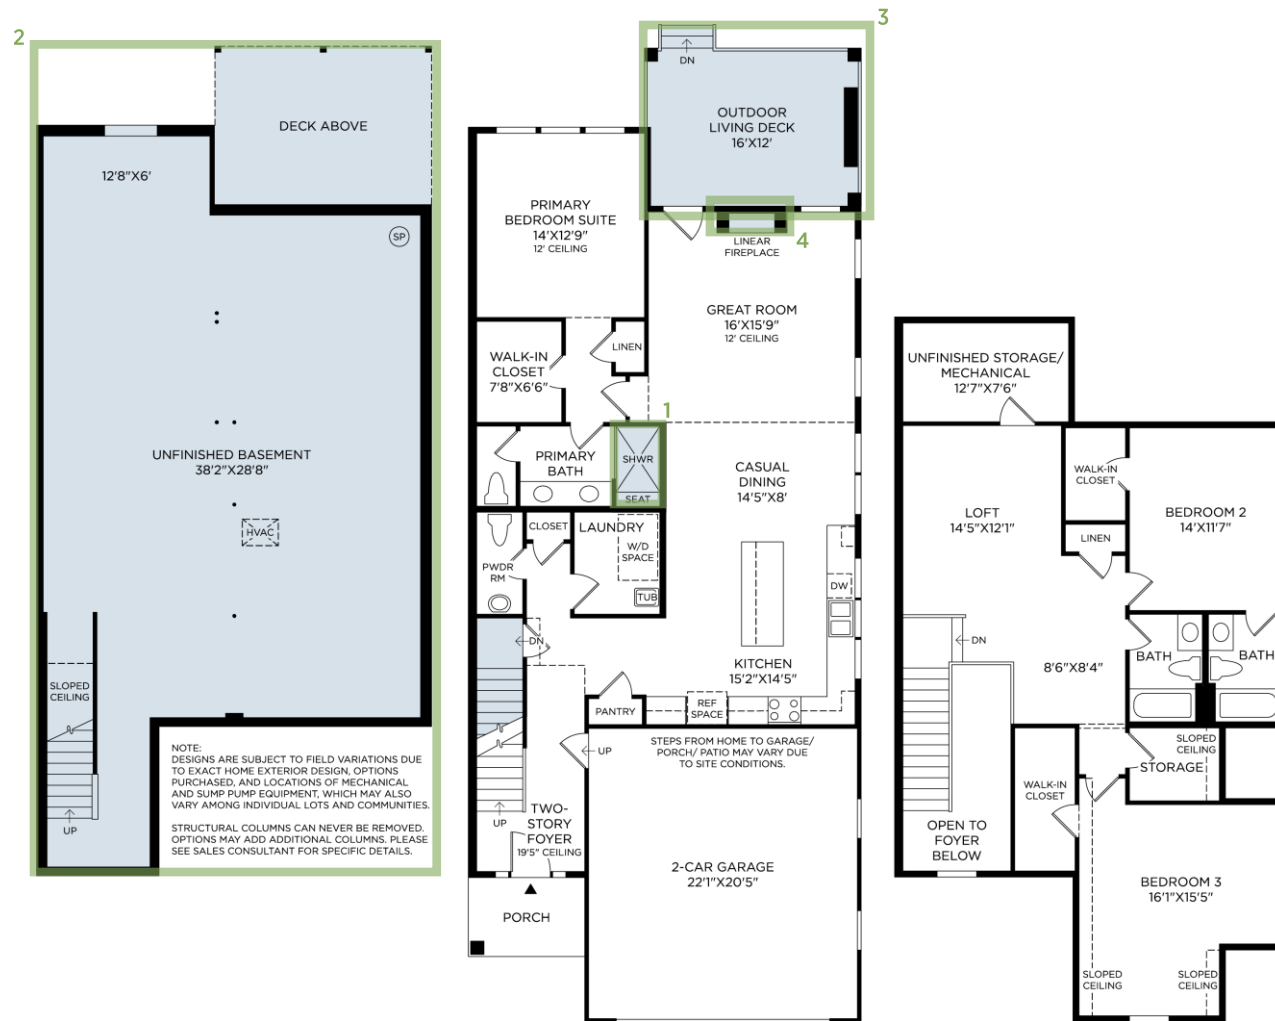 2
DECK ABOVE
12'8"X6'
SP
UNFINISHED BASEMENT
38'2"X28'8"
HVAC
SLOPED
CEILING
UP
NOTE:
DESIGNS ARE SUBJECT TO FIELD VARIATIONS DUE
TO EXACT HOME EXTERIOR DESIGN, OPTIONS
PURCHASED, AND LOCATIONS OF MECHANICAL
AND SUMP PUMP EQUIPMENT, WHICH MAY ALSO
VARY AMONG INDIVIDUAL LOTS AND COMMUNITIES.
STRUCTURAL COLUMNS CAN NEVER BE REMOVED.
OPTIONS MAY ADD ADDITIONAL COLUMNS. PLEASE
SEE SALES CONSULTANT FOR SPECIFIC DETAILS.
3
DN
OUTDOOR
LIVING DECK
16'X12'
PRIMARY
BEDROOM SUITE
14'X12'9"
12' CEILING
4
LINEAR
FIREPLACE
GREAT ROOM
16'X15'9"
12' CEILING
LINEN
WALK-IN
CLOSET
7'8"X6'6"
1
SHWR
SEAT
PRIMARY
BATH
CASUAL
DINING
14'5"X8'
CLOSET
LAUNDRY
W/D
SPACE
TUB
PWDR
RM
DW
DN
KITCHEN
15'2"X14'5"
PANTRY
REF
SPACE
UP
STEPS FROM HOME TO GARAGE/
PORCH/ PATIO MAY VARY DUE
TO SITE CONDITIONS.
UP
TWO-
STORY
FOYER
19'5" CEILING
2-CAR GARAGE
22'1"X20'5"
PORCH
UNFINISHED STORAGE/
MECHANICAL
12'7"X7'6"
WALK-IN
CLOSET
LOFT
14'5"X12'1"
BEDROOM 2
14'X11'7"
LINEN
DN
8'6"X8'4"
BATH
BATH
SLOPED
CEILING
STORAGE
WALK-IN
CLOSET
OPEN TO
FOYER
BELOW
BEDROOM 3
16'1"X15'5"
SLOPED
CEILING
SLOPED
CEILING